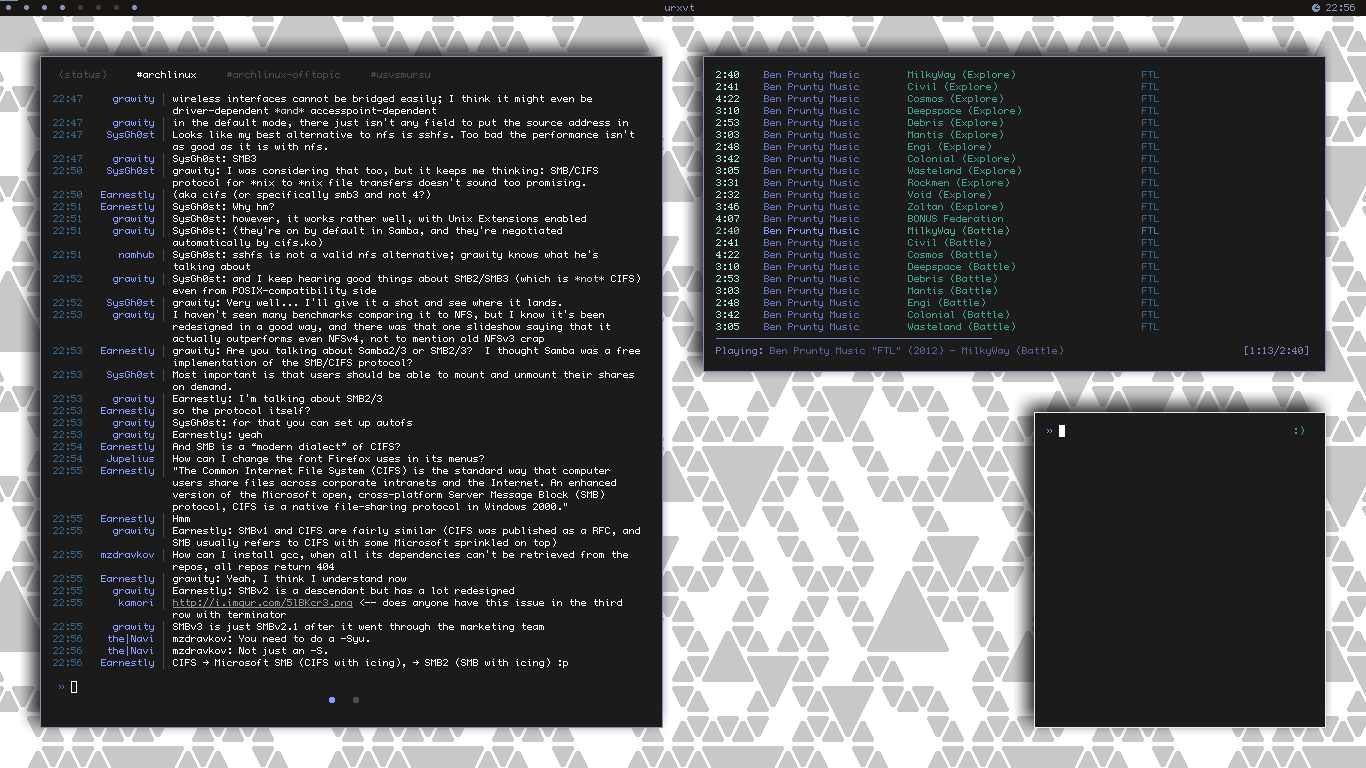 urxvt
22:56
(status) #archlinux #archlinux-offtopic #usvsmursu
22:47 gravity | wireless interfaces cannot be bridged easily; I think it might even be
driver-dependent *and* accesspoint-dependent
22:47 gravity | in the default mode, there just isn't any field to put the source address in
22:47 SysGh0st | Looks like my best alternative to nfs is sshfs. Too bad the performance isn't
as good as it is with nfs.
22:47 gravity | SysGh0st: SMB3
22:50 SysGh0st | gravity: I was considering that too, but it keeps me thinking: SMB/CIFS
protocol for *nix to *nix file transfers doesn't sound too promising.
22:50 Earnestly | (aka cifs (or specifically smb3 and not 4?)
22:51 Earnestly | SysGh0st: Why hm?
22:51 gravity | SysGh0st: however, it works rather well, with Unix Extensions enabled
22:51 gravity | SysGh0st: (they're on by default in Samba, and they're negotiated
automatically by cifs.ko)
22:51 namhub | SysGh0st: sshfs is not a valid nfs alternative; gravity knows what he's
talking about
22:52 gravity | SysGh0st: and I keep hearing good things about SMB2/SMB3 (which is *not* CIFS)
even from POSIX-compatibility side
22:52 SysGh0st | gravity: Very well... I'll give it a shot and see where it lands.
22:53 gravity | I haven't seen many benchmarks comparing it to NFS, but I know it's been
redesigned in a good way, and there was that one slideshow saying that it
actually outperforms even NFSv4, not to mention old NFSv3 crap
22:53 Earnestly | gravity: Are you talking about Samba2/3 or SMB2/3?  I thought Samba was a free
implementation of the SMB/CIFS protocol?
22:53 SysGh0st | Most important is that users should be able to mount and unmount their shares
on demand.
22:53 gravity | Earnestly: I'm talking about SMB2/3
22:53 Earnestly | so the protocol itself?
22:53 gravity | SysGh0st: for that you can set up autofs
22:53 gravity | Earnestly: yeah
22:54 Earnestly | And SMB is a “modern dialect” of CIFS?
22:54 Jupelius | How can I change the font Firefox uses in its menus?
22:55 Earnestly | "The Common Internet File System (CIFS) is the standard way that computer
users share files across corporate intranets and the Internet. An enhanced
version of the Microsoft open, cross-platform Server Message Block (SMB)
protocol, CIFS is a native file-sharing protocol in Windows 2000."
22:55 Earnestly | Hmm
22:55 gravity | Earnestly: SMBv1 and CIFS are fairly similar (CIFS was published as a RFC, and
SMB usually refers to CIFS with some Microsoft sprinkled on top)
22:55 mzdravkov | How can I install gcc, when all its dependencies can't be retrieved from the
repos, all repos return 404
22:55 Earnestly | gravity: Yeah, I think I understand now
22:55 gravity | Earnestly: SMBv2 is a descendant but has a lot redesigned
22:55 kamori | http://i.imgur.com/5lBKcr3.png <-- does anyone have this issue in the third
row with terminator
22:55 gravity | SMBv3 is just SMBv2.1 after it went through the marketing team
22:56 the|Navi | mzdravkov: You need to do a -Syu.
22:56 the|Navi | mzdravkov: Not just an -S.
22:56 Earnestly | CIFS → Microsoft SMB (CIFS with icing), → SMB2 (SMB with icing) :p
»
2:40 Ben Prunty Music MilkyWay (Explore) FTL
2:41 Ben Prunty Music Civil (Explore) FTL
4:22 Ben Prunty Music Cosmos (Explore) FTL
3:10 Ben Prunty Music Deepspace (Explore) FTL
2:53 Ben Prunty Music Debris (Explore) FTL
3:03 Ben Prunty Music Mantis (Explore) FTL
2:48 Ben Prunty Music Engi (Explore) FTL
3:42 Ben Prunty Music Colonial (Explore) FTL
3:05 Ben Prunty Music Wasteland (Explore) FTL
3:31 Ben Prunty Music Rockmen (Explore) FTL
2:32 Ben Prunty Music Void (Explore) FTL
3:46 Ben Prunty Music Zoltan (Explore) FTL
4:07 Ben Prunty Music BONUS Federation FTL
2:40 Ben Prunty Music MilkyWay (Battle) FTL
2:41 Ben Prunty Music Civil (Battle) FTL
4:22 Ben Prunty Music Cosmos (Battle) FTL
3:10 Ben Prunty Music Deepspace (Battle) FTL
2:53 Ben Prunty Music Debris (Battle) FTL
3:03 Ben Prunty Music Mantis (Battle) FTL
2:48 Ben Prunty Music Engi (Battle) FTL
3:42 Ben Prunty Music Colonial (Battle) FTL
3:05 Ben Prunty Music Wasteland (Battle) FTL
Playing: Ben Prunty Music "FTL" (2012) - MilkyWay (Battle) [1:13/2:40]
» :)